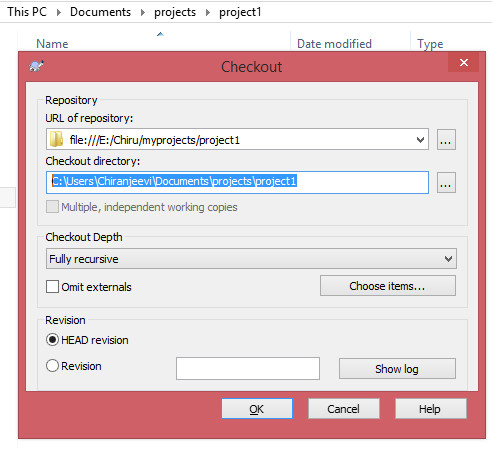 This PC Documents projects project1
Name Date modified Type
Checkout
Repository
URL of repository:
file:///E:/Chiru/myprojects/project1
...
Checkout directory:
C:\Users\Chiranjeevi\Documents\projects\project1
...
Multiple, independent working copies
Checkout Depth
Fully recursive
Omit externals
Choose items...
Revision
HEAD revision
Revision
Show log
OK Cancel Help